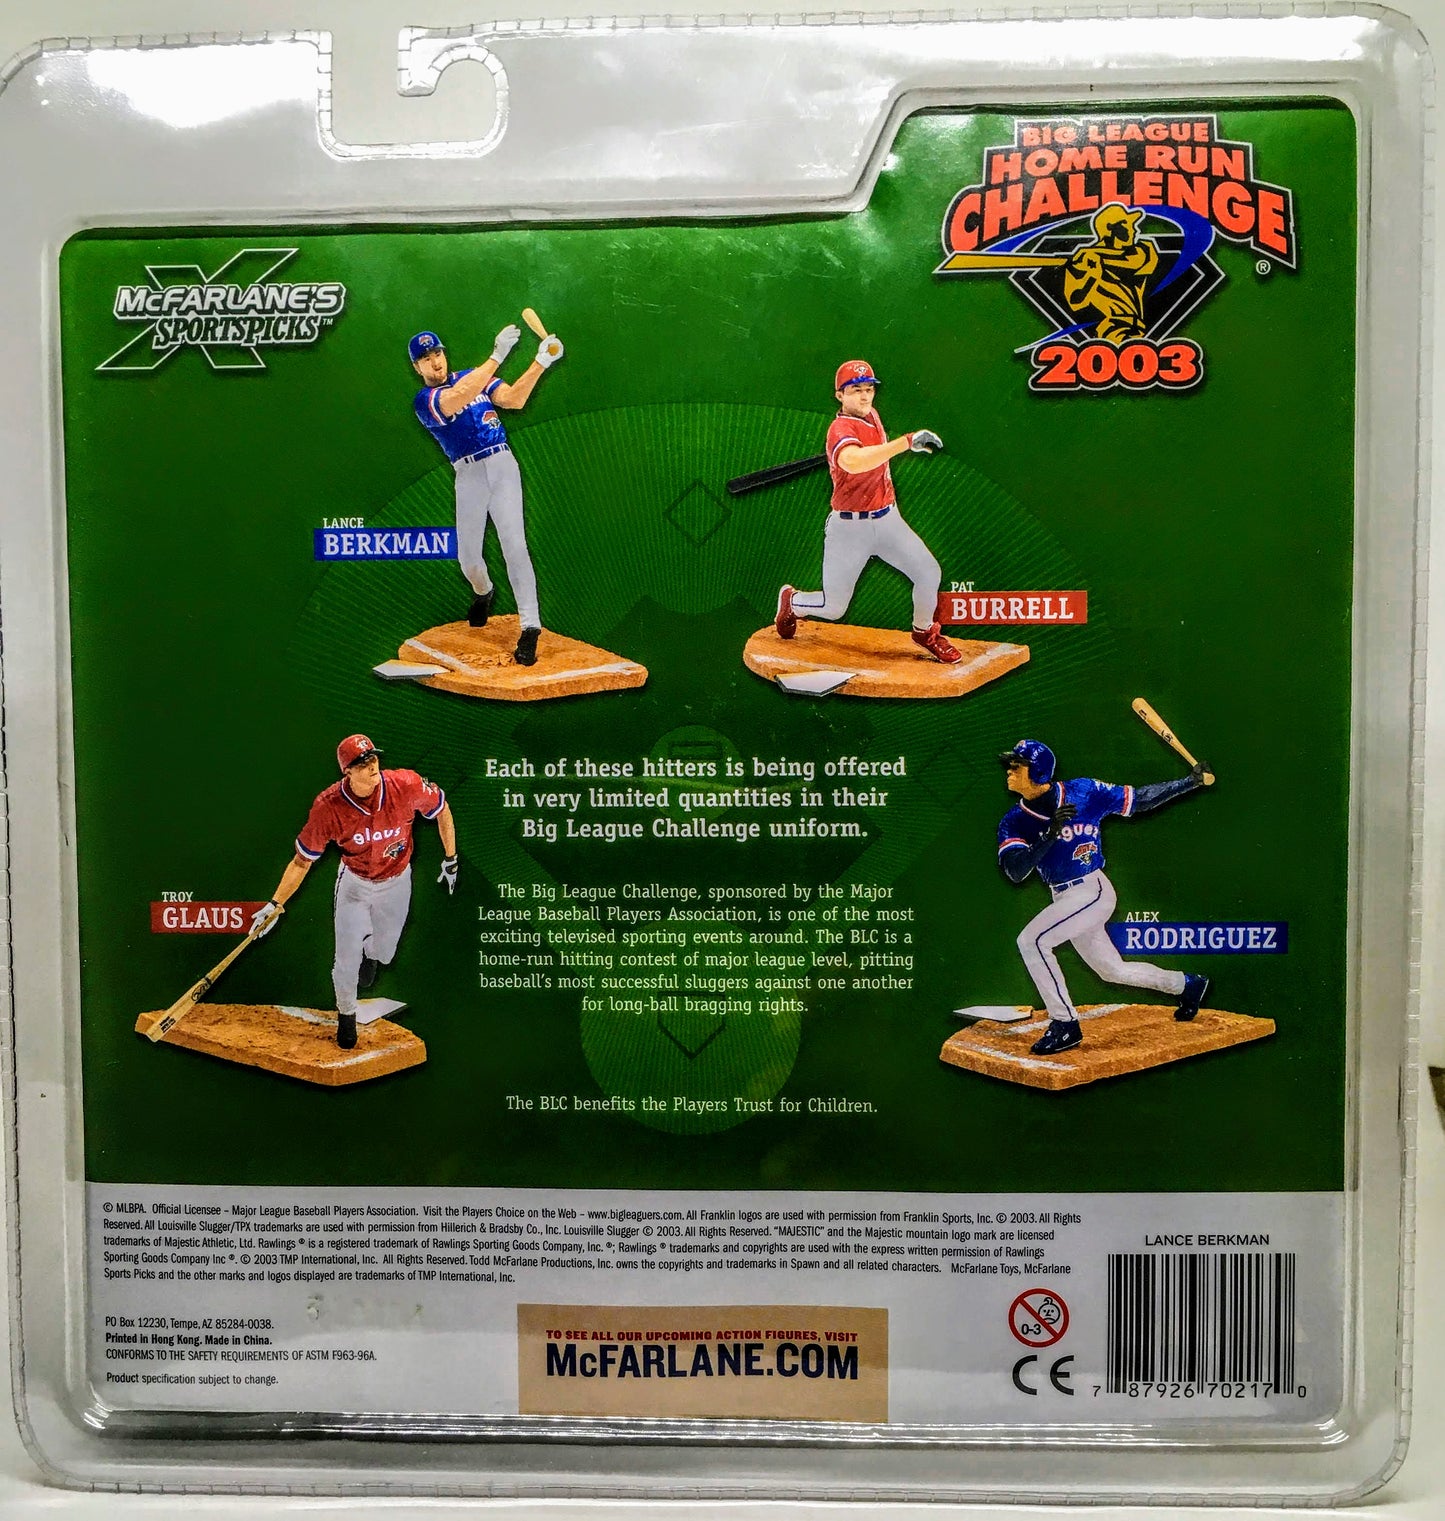 BIG LEAGUE
HOME RUN
CHALLENGE
®
2003
McFARLANE'S
SPORTSPICKS™
LANCE
BERKMAN
PAT
BURRELL
Each of these hitters is being offered
in very limited quantities in their
Big League Challenge uniform.
glaus
TROY
GLAUS
ALEX
RODRIGUEZ
The Big League Challenge, sponsored by the Major
League Baseball Players Association, is one of the most
exciting televised sporting events around. The BLC is a
home-run hitting contest of major league level, pitting
baseball's most successful sluggers against one another
for long-ball bragging rights.
The BLC benefits the Players Trust for Children.
© MLBPA. Official Licensee – Major League Baseball Players Association. Visit the Players Choice on the Web – www.bigleaguers.com. All Franklin logos are used with permission from Franklin Sports, Inc. © 2003. All Rights
Reserved. All Louisville Slugger/TPX trademarks are used with permission from Hillerich & Bradsby Co., Inc. Louisville Slugger © 2003. All Rights Reserved. "MAJESTIC" and the Majestic mountain logo mark are licensed
trademarks of Majestic Athletic, Ltd. Rawlings ® is a registered trademark of Rawlings Sporting Goods Company, Inc. ®; Rawlings ® trademarks and copyrights are used with the express written permission of Rawlings
Sporting Goods Company Inc ®. © 2003 TMP International, Inc. All Rights Reserved. Todd McFarlane Productions, Inc. owns the copyrights and trademarks in Spawn and all related characters. McFarlane Toys, McFarlane
Sports Picks and the other marks and logos displayed are trademarks of TMP International, Inc.
PO Box 12230, Tempe, AZ 85284-0038.
Printed in Hong Kong. Made in China.
CONFORMS TO THE SAFETY REQUIREMENTS OF ASTM F963-96A.
Product specification subject to change.
TO SEE ALL OUR UPCOMING ACTION FIGURES, VISIT
McFARLANE.COM
0-3
CE
LANCE BERKMAN
7 87926 70217 0